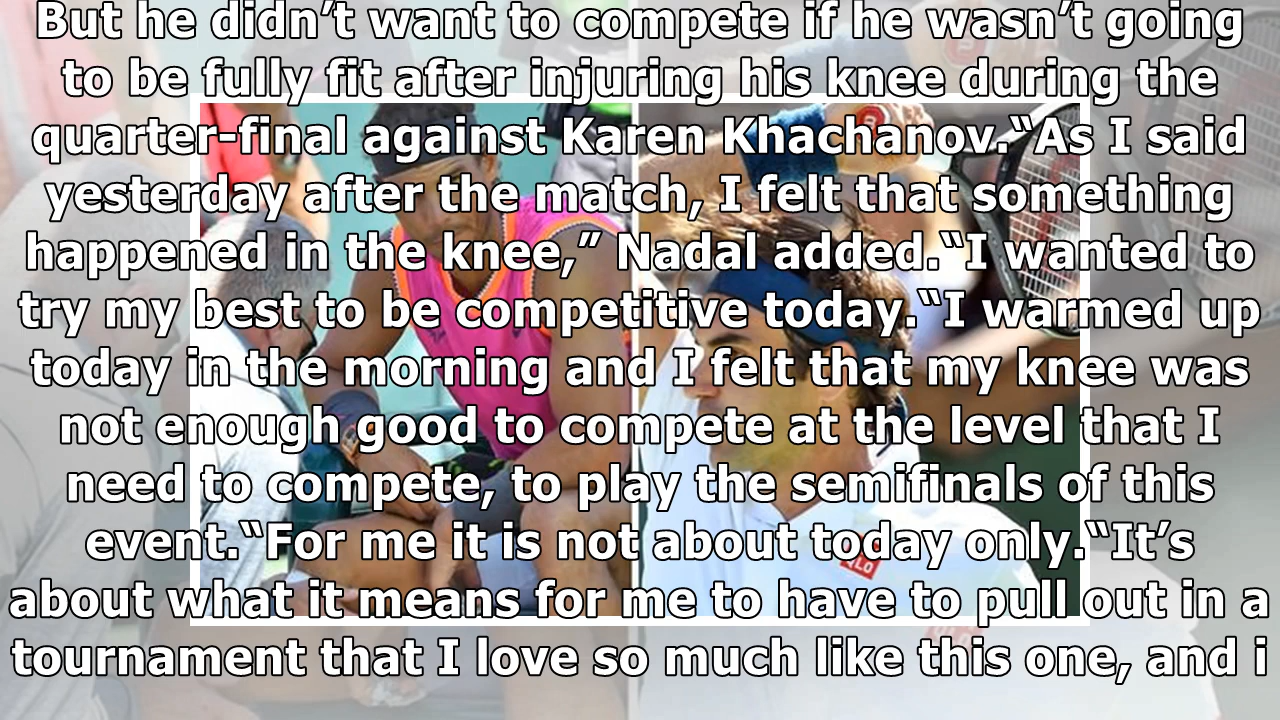 But he didn’t want to compete if he wasn’t going
to be fully fit after injuring his knee during the
quarter-final against Karen Khachanov.“As I said
yesterday after the match, I felt that something
happened in the knee,” Nadal added.“I wanted to
try my best to be competitive today.“I warmed up
today in the morning and I felt that my knee was
not enough good to compete at the level that I
need to compete, to play the semifinals of this
event.“For me it is not about today only.“It’s
about what it means for me to have to pull out in a
tournament that I love so much like this one, and i
QLO